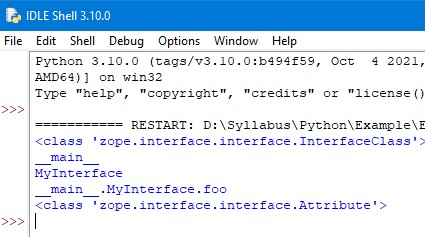 IDLE Shell 3.10.0
File Edit Shell Debug Options Window Help
Python 3.10.0 (tags/v3.10.0:b494f59, Oct 4 2021,
AMD64)] on win32
Type "help", "copyright", "credits" or "license()
>>>
=========== RESTART: D:\Syllabus\Python\Example\E
<class 'zope.interface.interface.InterfaceClass'>
__main__
MyInterface
__main__.MyInterface.foo
<class 'zope.interface.interface.Attribute'>
>>>